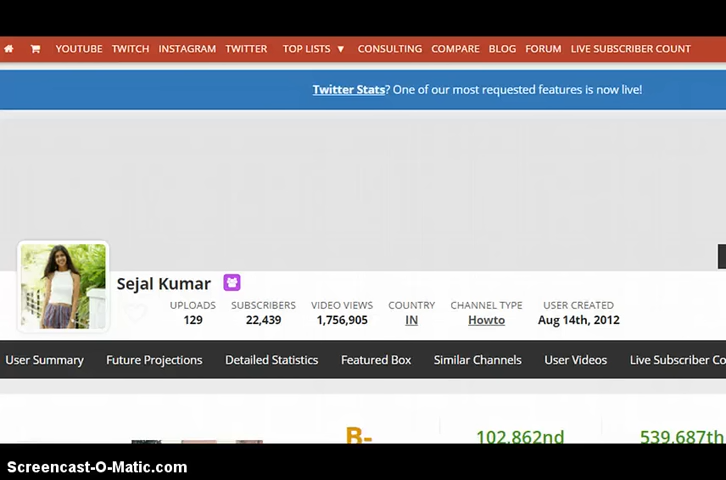 YOUTUBE TWITCH INSTAGRAM TWITTER TOP LISTS ▼ CONSULTING COMPARE BLOG FORUM LIVE SUBSCRIBER COUNT
Twitter Stats? One of our most requested features is now live!
Sejal Kumar
UPLOADS SUBSCRIBERS VIDEO VIEWS COUNTRY CHANNEL TYPE USER CREATED
129 22,439 1,756,905 IN Howto Aug 14th, 2012
User Summary Future Projections Detailed Statistics Featured Box Similar Channels User Videos Live Subscriber Co
B- 102,862nd 539,687th
Screencast-O-Matic.com